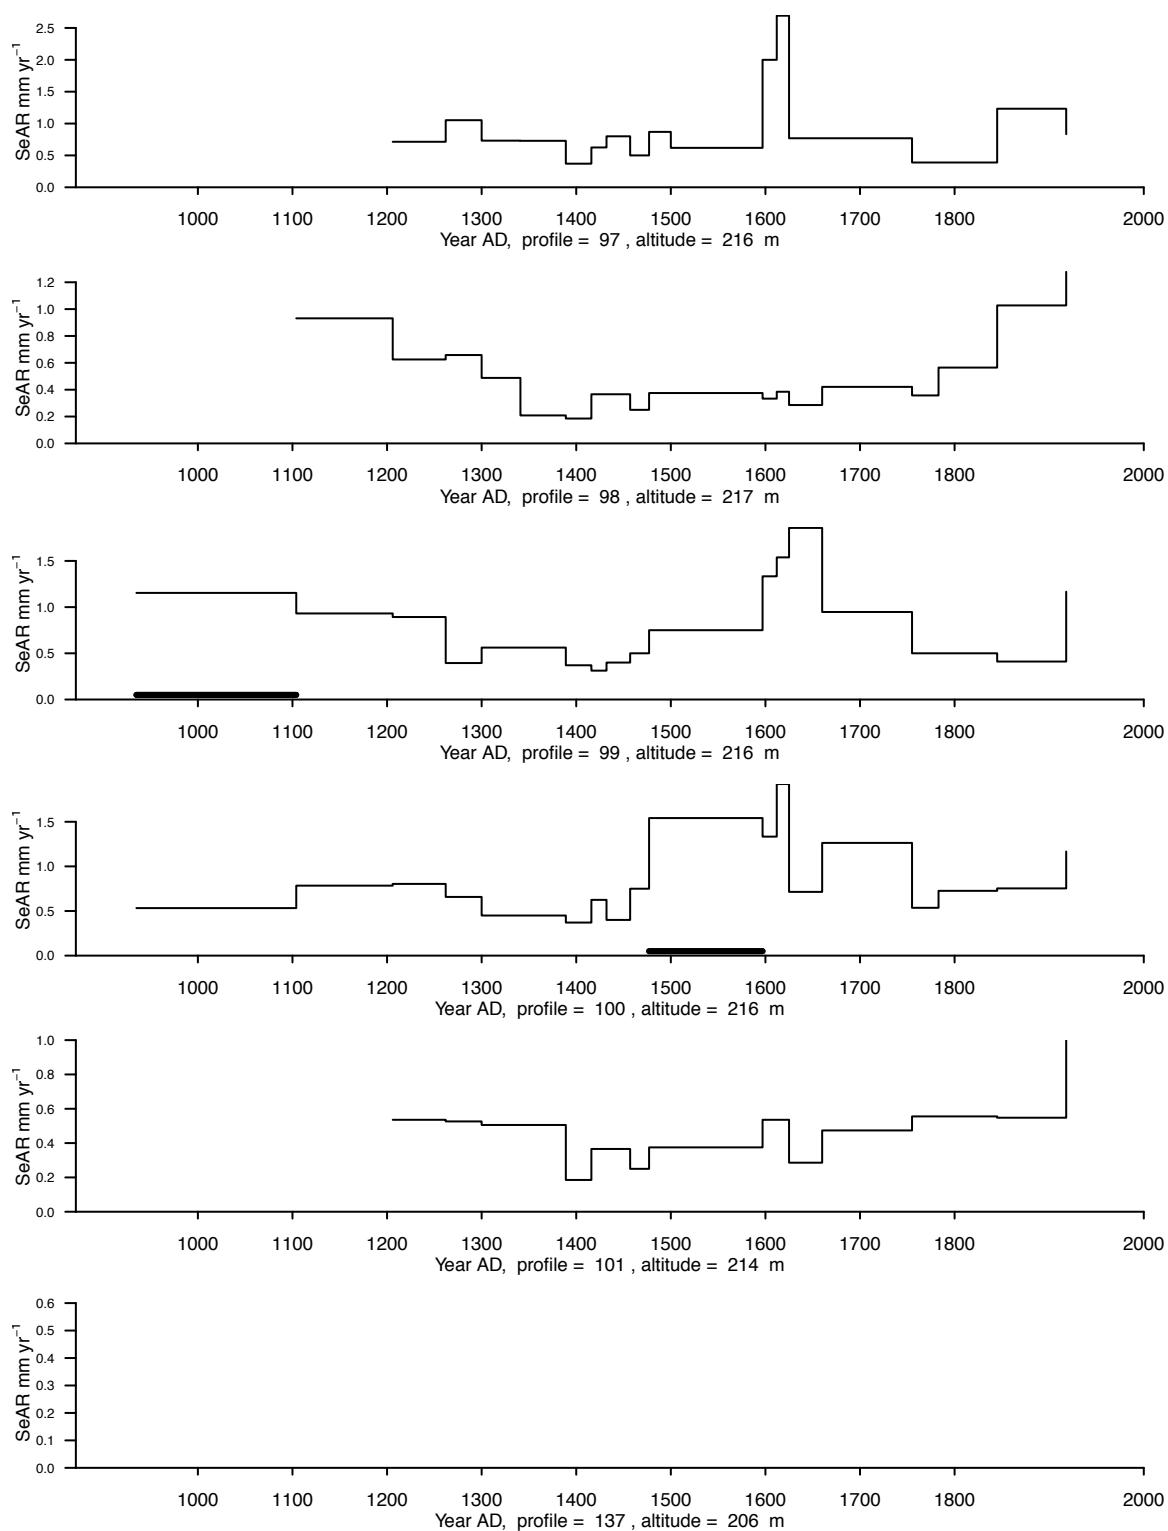 2.5
2.0
1.5
1.0
0.5
0.0
SeAR mm yr⁻¹
1000 1100 1200 1300 1400 1500 1600 1700 1800 2000
Year AD, profile = 97 , altitude = 216 m
1.2
1.0
0.8
0.6
0.4
0.2
0.0
SeAR mm yr⁻¹
1000 1100 1200 1300 1400 1500 1600 1700 1800 2000
Year AD, profile = 98 , altitude = 217 m
1.5
1.0
0.5
0.0
SeAR mm yr⁻¹
1000 1100 1200 1300 1400 1500 1600 1700 1800 2000
Year AD, profile = 99 , altitude = 216 m
1.5
1.0
0.5
0.0
SeAR mm yr⁻¹
1000 1100 1200 1300 1400 1500 1600 1700 1800 2000
Year AD, profile = 100 , altitude = 216 m
1.0
0.8
0.6
0.4
0.2
0.0
SeAR mm yr⁻¹
1000 1100 1200 1300 1400 1500 1600 1700 1800 2000
Year AD, profile = 101 , altitude = 214 m
0.6
0.5
0.4
0.3
0.2
0.1
0.0
SeAR mm yr⁻¹
1000 1100 1200 1300 1400 1500 1600 1700 1800 2000
Year AD, profile = 137 , altitude = 206 m